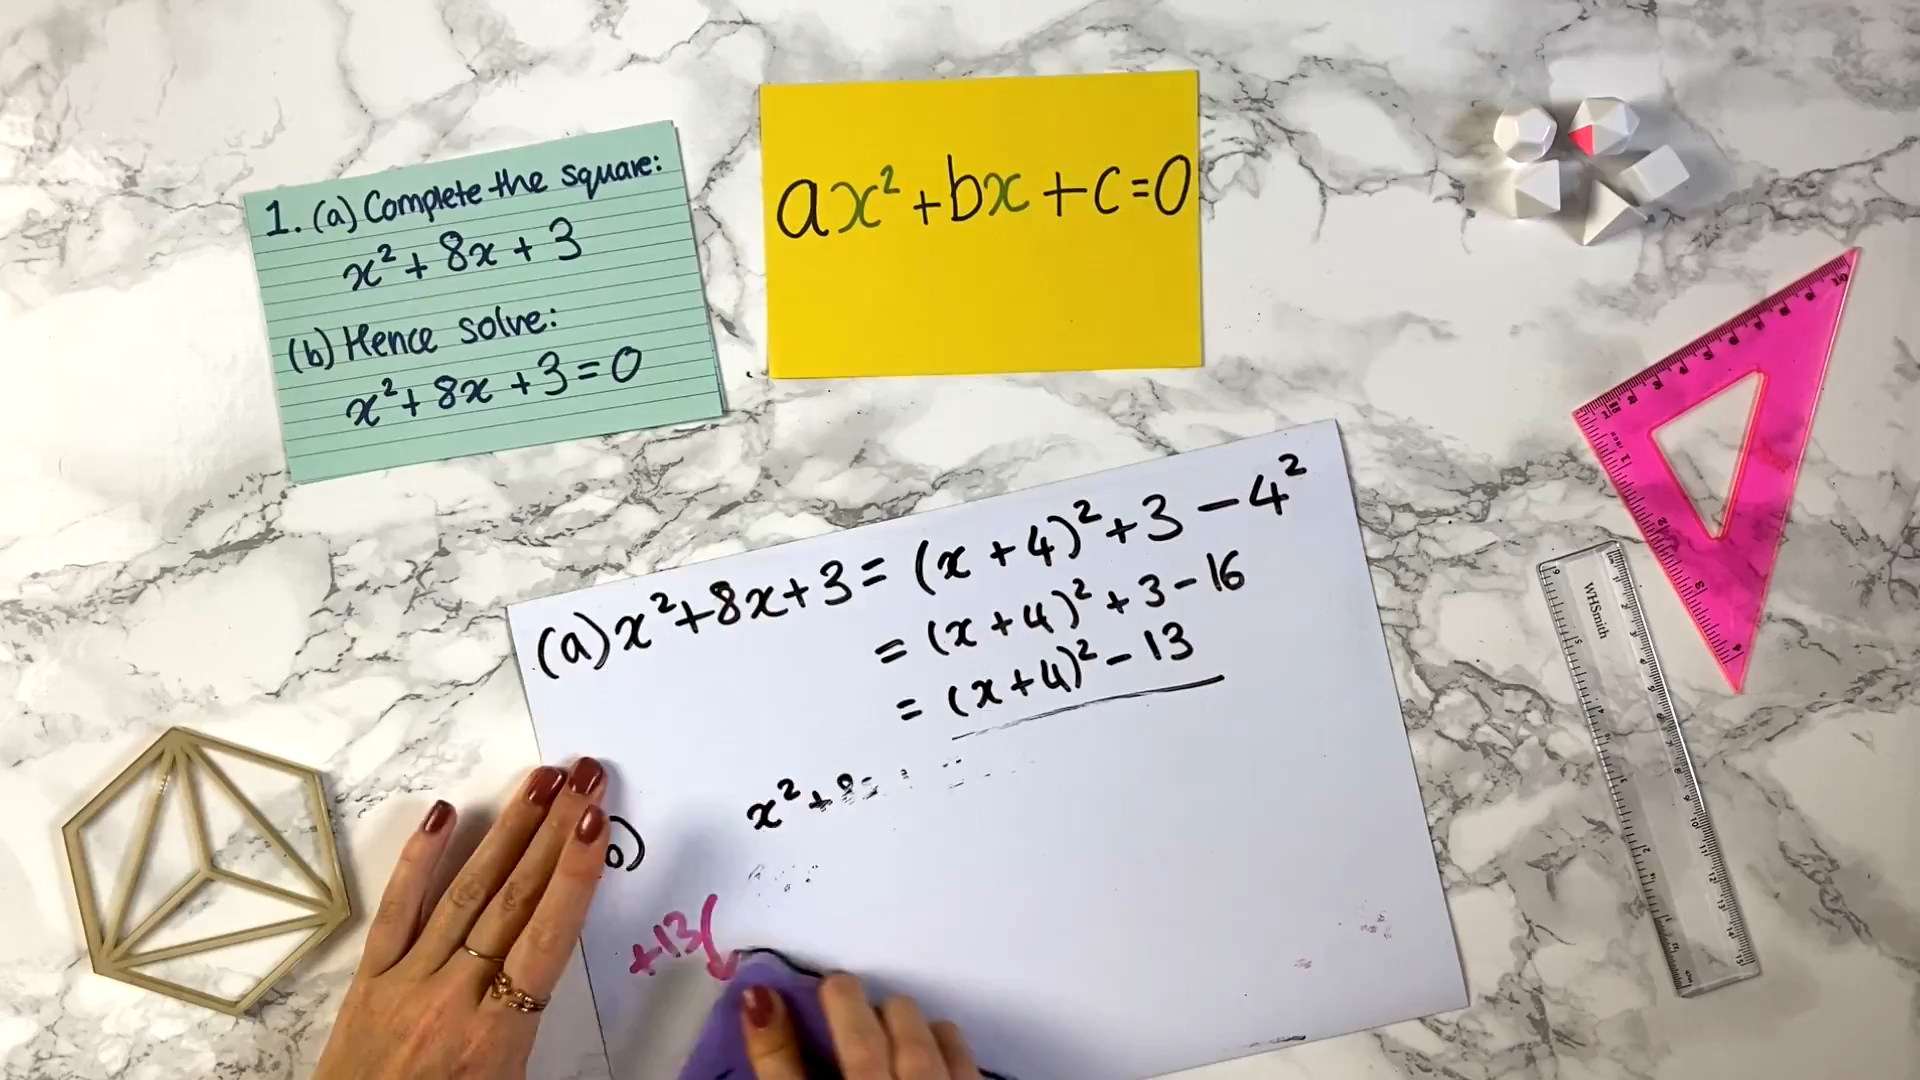 1. (a) Complete the square:
x² + 8x + 3
(b) Hence solve:
x² + 8x + 3 = 0
ax² + bx + c = 0
(a) x² + 8x + 3 = (x + 4)² + 3 - 4²
= (x + 4)² + 3 - 16
= (x + 4)² - 13
x² + 8
+13
WHSmith